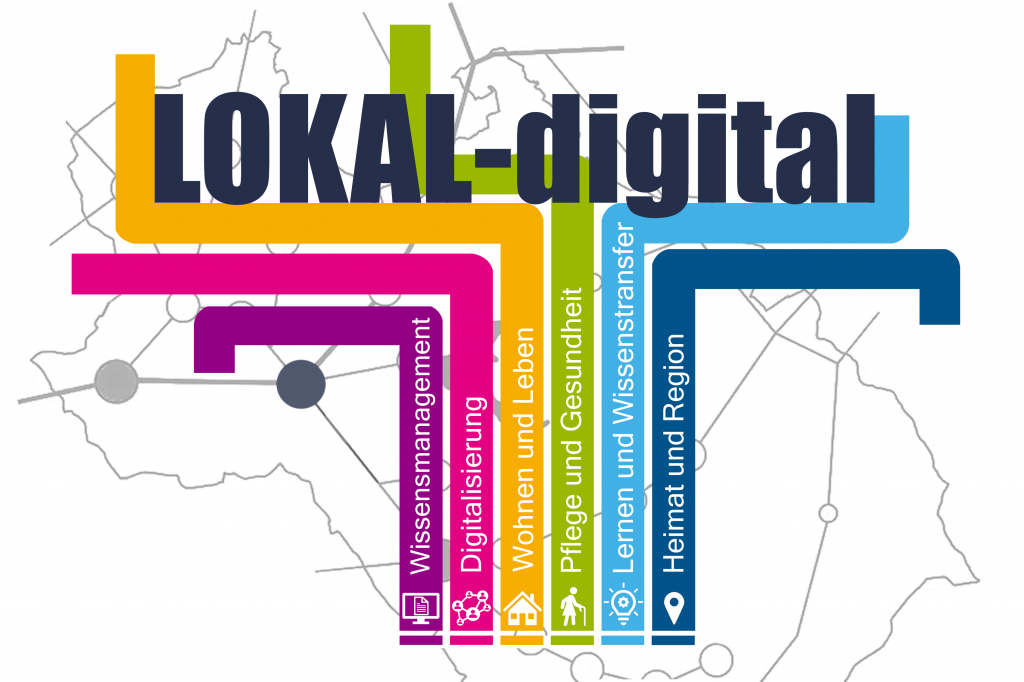 LOKAL-digital
Wissensmanagement
Digitalisierung
Wohnen und Leben
Pflege und Gesundheit
Lernen und Wissenstransfer
Heimat und Region